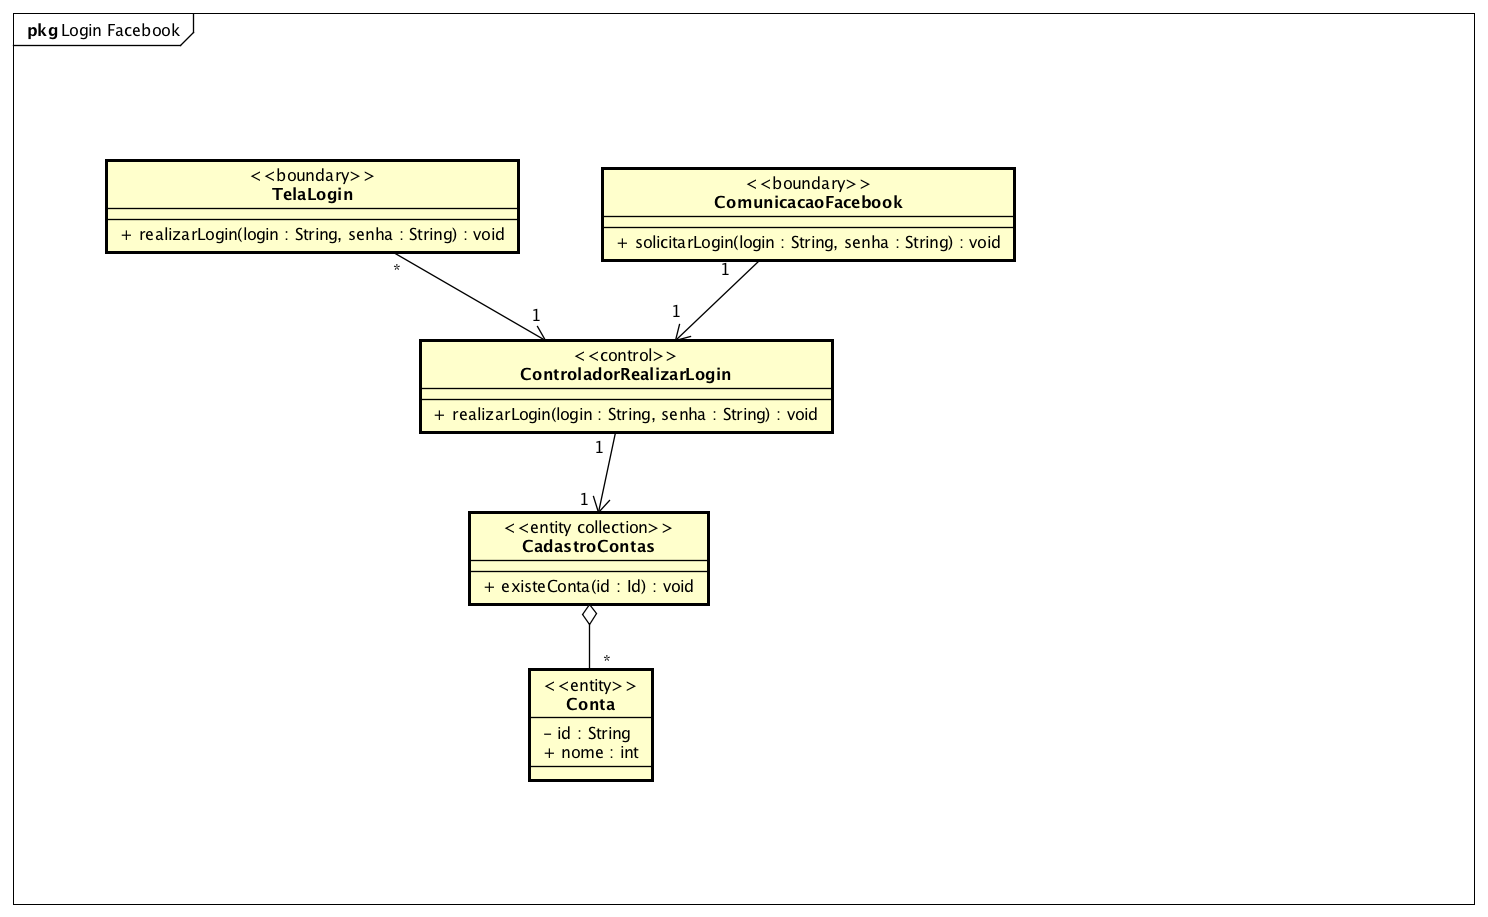 pkg Login Facebook
<<boundary>>
TelaLogin
+ realizarLogin(login : String, senha : String) : void
<<boundary>>
ComunicacaoFacebook
+ solicitarLogin(login : String, senha : String) : void
*
1
1
1
<<control>>
ControladorRealizarLogin
+ realizarLogin(login : String, senha : String) : void
1
1
<<entity collection>>
CadastroContas
+ existeConta(id : Id) : void
*
<<entity>>
Conta
- id : String
+ nome : int